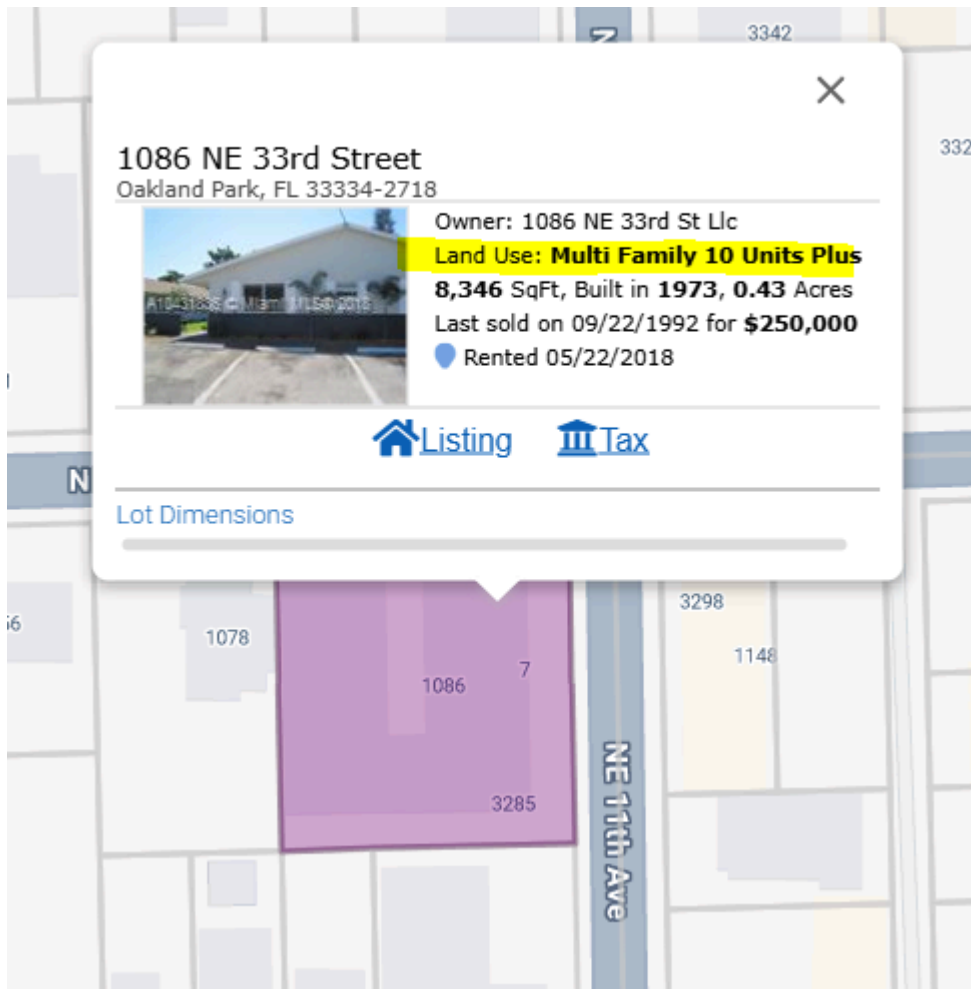 N
3342
332
1086 NE 33rd Street
Oakland Park, FL 33334-2718
Owner: 1086 NE 33rd St Llc
Land Use: Multi Family 10 Units Plus
8,346 SqFt, Built in 1973, 0.43 Acres
Last sold on 09/22/1992 for $250,000
Rented 05/22/2018
Listing
Tax
N
Lot Dimensions
56
1078
1086
7
3285
3298
1148
NE 11th Ave